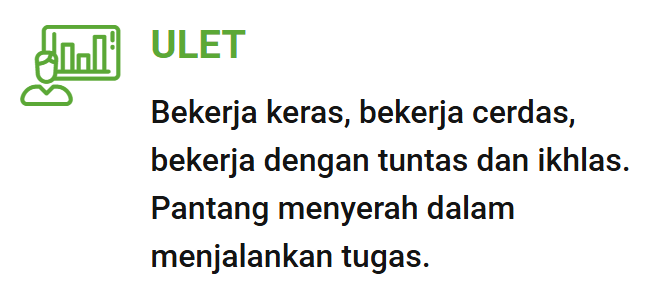 ULET
Bekerja keras, bekerja cerdas,
bekerja dengan tuntas dan ikhlas.
Pantang menyerah dalam
menjalankan tugas.